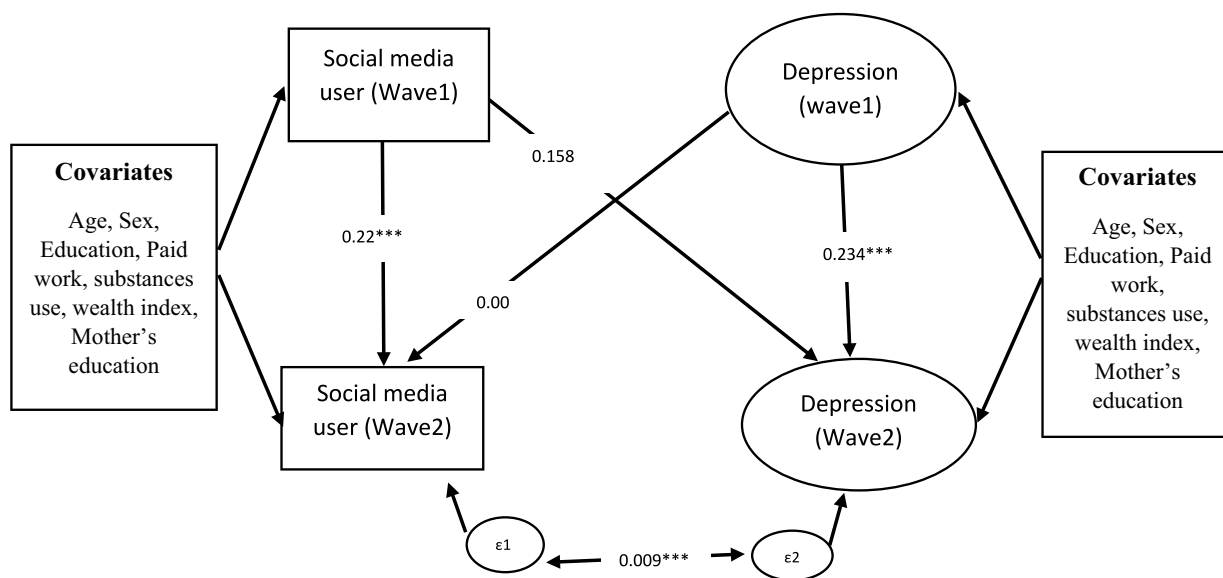 Social media
user (Wave1)
Depression
(wave1)
Covariates
Age, Sex,
Education, Paid
work, substances
use, wealth index,
Mother’s
education
0.158
0.22***
0.234***
0.00
Covariates
Age, Sex,
Education, Paid
work,
substances use,
wealth index,
Mother’s
education
Social media
user (Wave2)
Depression
(Wave2)
ε1
0.009***
ε2